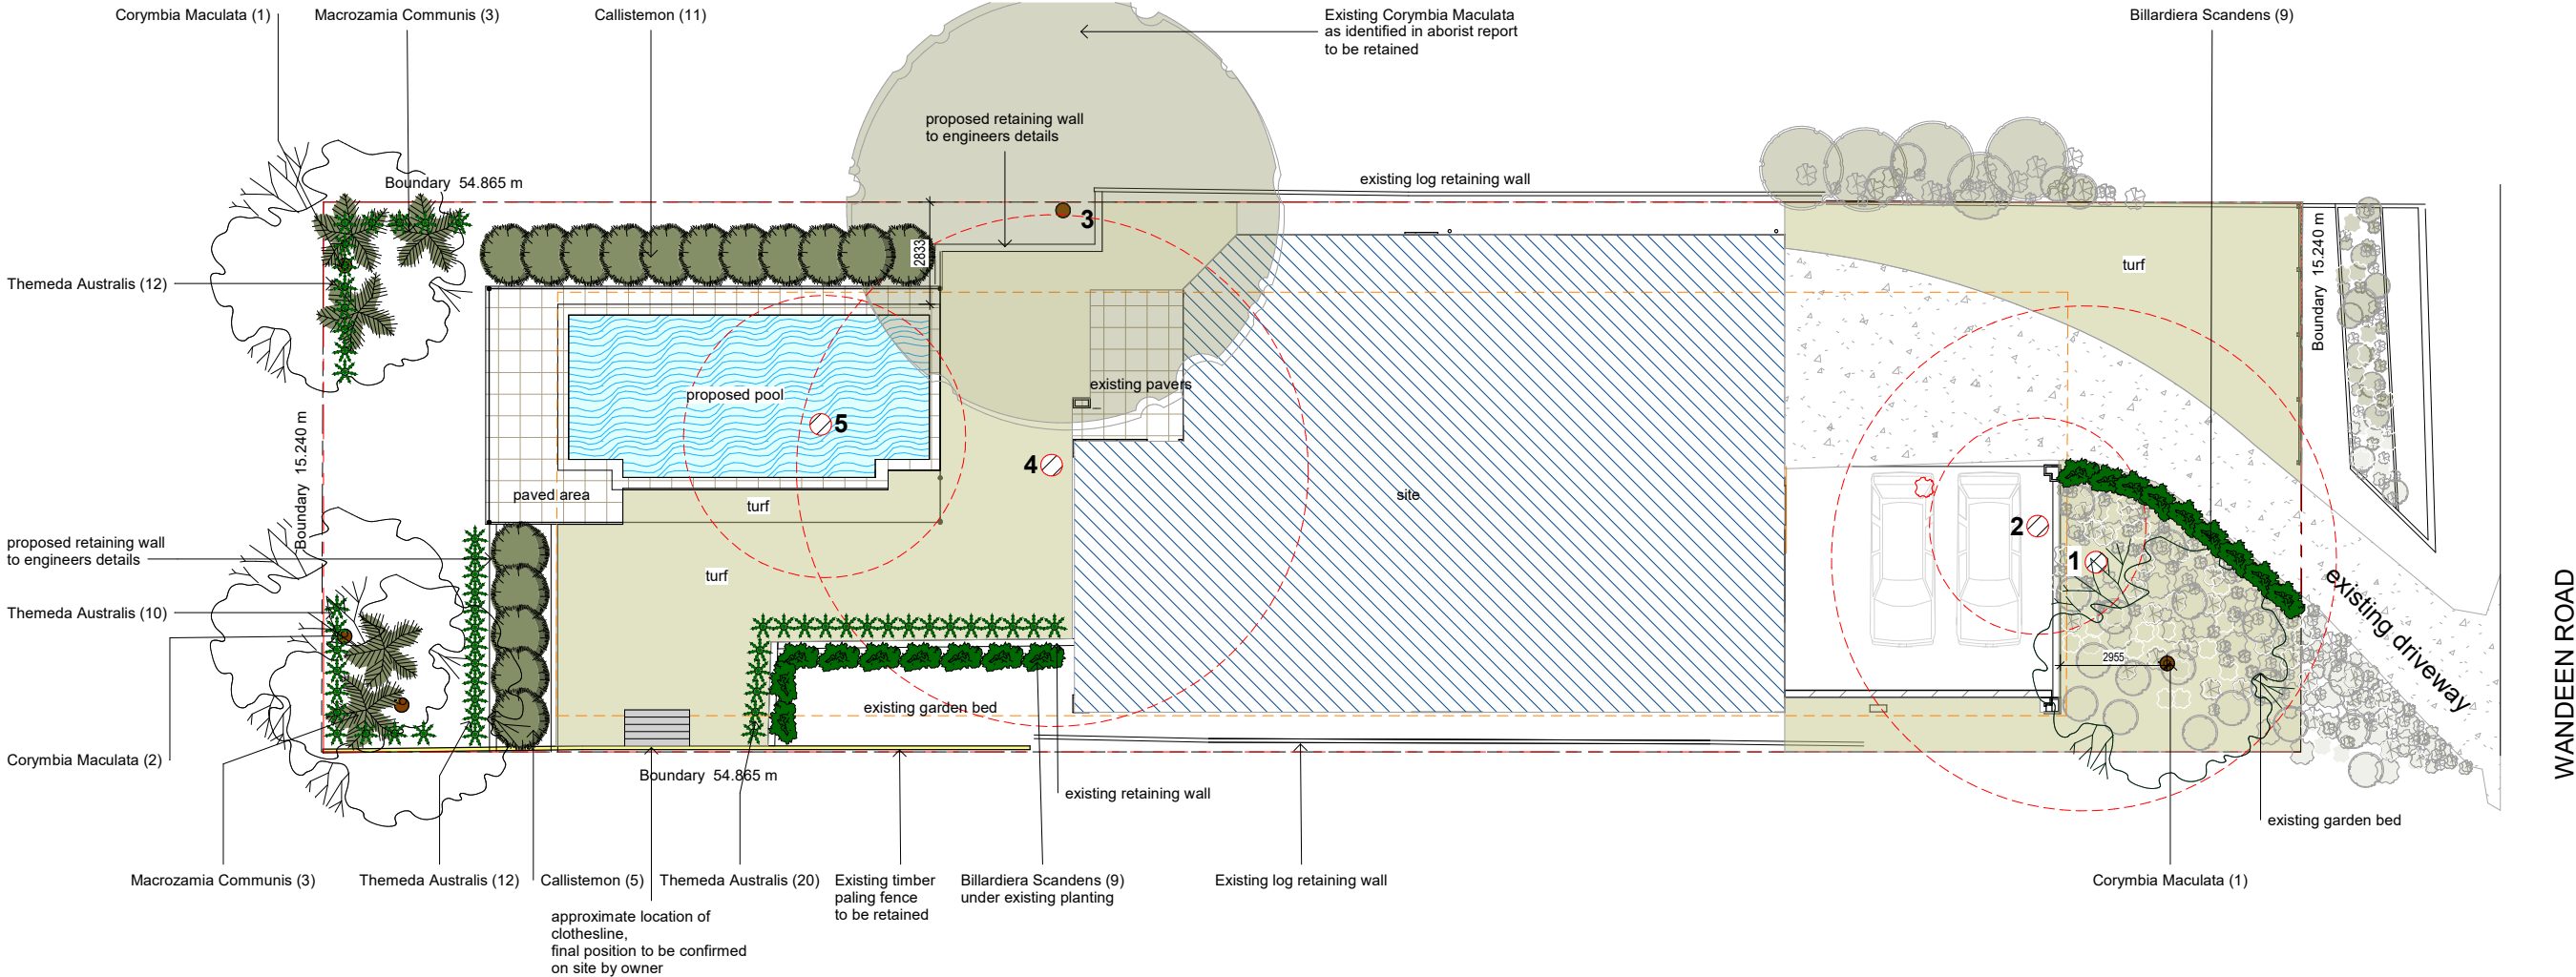 Corymbia Maculata (1)
Macrozamia Communis (3)
Callistemon (11)
Existing Corymbia Maculata
as identified in aborist report
to be retained
Billardiera Scandens (9)
proposed retaining wall
to engineers details
Boundary 54.865 m
existing log retaining wall
3
2833
turf
Boundary 15.240 m
Themeda Australis (12)
existing pavers
proposed pool
5
4
Boundary 15.240 m
paved area
turf
site
2
1
proposed retaining wall
to engineers details
turf
existing driveway
WANDEEN ROAD
Themeda Australis (10)
2955
existing garden bed
Corymbia Maculata (2)
Boundary 54.865 m
existing retaining wall
existing garden bed
Macrozamia Communis (3)
Themeda Australis (12)
Callistemon (5)
Themeda Australis (20)
Existing timber
paling fence
to be retained
Billardiera Scandens (9)
under existing planting
Existing log retaining wall
Corymbia Maculata (1)
approximate location of
clothesline,
final position to be confirmed
on site by owner